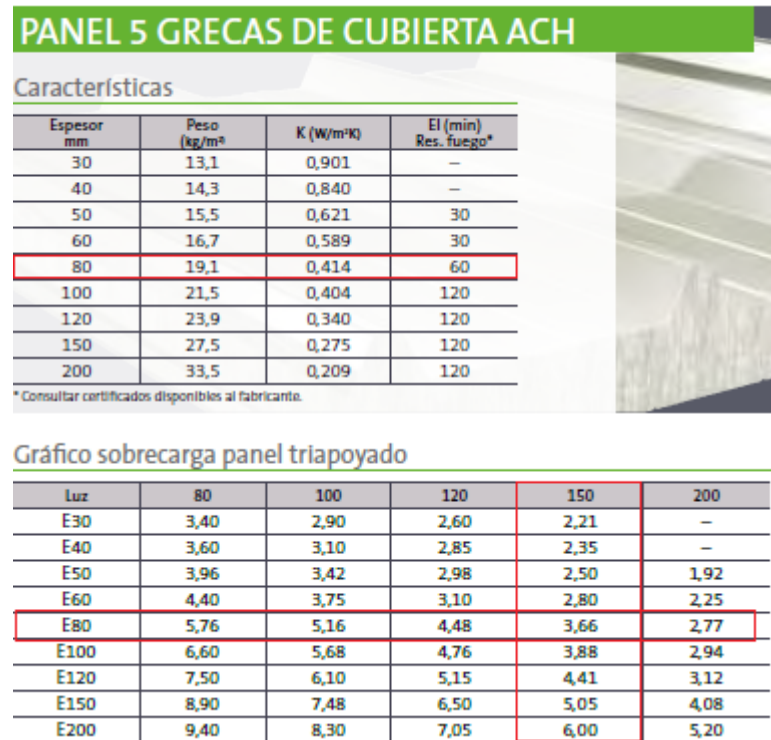 PANEL 5 GRECAS DE CUBIERTA ACH
Características
Espesor mm Peso (kg/m²) K (W/m²K) EI (min) Res. fuego*
30 13,1 0,901 –
40 14,3 0,840 –
50 15,5 0,621 30
60 16,7 0,589 30
80 19,1 0,414 60
100 21,5 0,404 120
120 23,9 0,340 120
150 27,5 0,275 120
200 33,5 0,209 120
* Consultar certificados disponibles al fabricante.
Gráfico sobrecarga panel triapoyado
Luz 80 100 120 150 200
E30 3,40 2,90 2,60 2,21 –
E40 3,60 3,10 2,85 2,35 –
E50 3,96 3,42 2,98 2,50 1,92
E60 4,40 3,75 3,10 2,80 2,25
E80 5,76 5,16 4,48 3,66 2,77
E100 6,60 5,68 4,76 3,88 2,94
E120 7,50 6,10 5,15 4,41 3,12
E150 8,90 7,48 6,50 5,05 4,08
E200 9,40 8,30 7,05 6,00 5,20